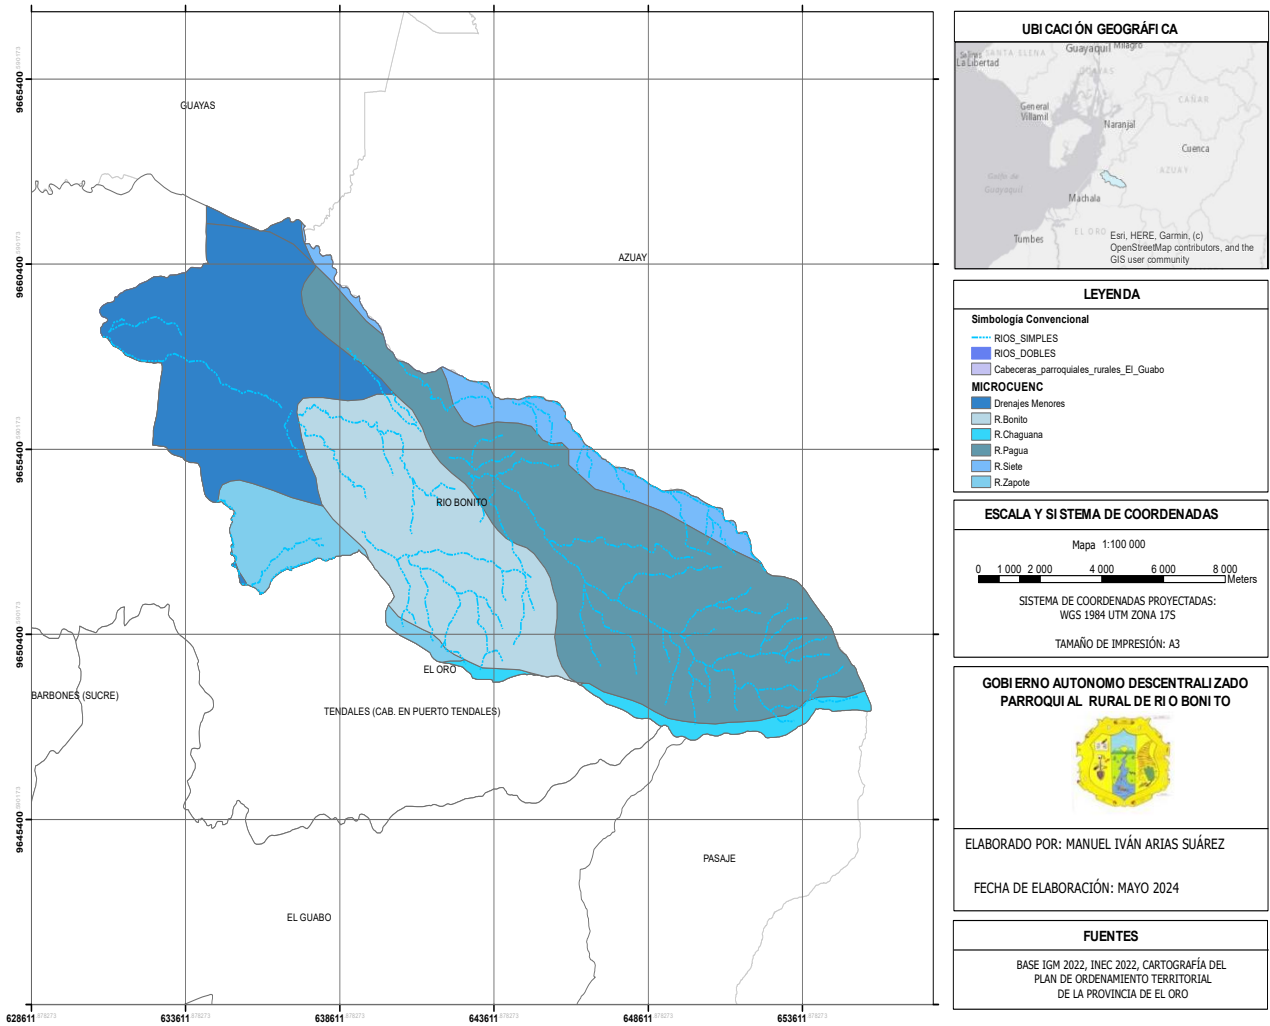 GUAYAS
AZUAY
RIO BONITO
EL ORO
BARBONES (SUCRE)
TENDALES (CAB. EN PUERTO TENDALES)
PASAJE
EL GUABO
9665400
9660400
9655400
9650400
9645400
628611
633611
638611
643611
648611
653611
UBICACIÓN GEOGRÁFICA
SANTA ELENA
Guayaquil
Milagro
Salinas
La Libertad
GUAYAS
General
Villamil
CAÑAR
Naranjal
Cuenca
Golfo de
Guayaquil
AZUAY
Machala
EL ORO
Tumbes
Esri, HERE, Garmin, (c)
OpenStreetMap contributors, and the
GIS user community
LEYENDA
Simbología Convencional
RIOS_SIMPLES
RIOS_DOBLES
Cabeceras_parroquiales_rurales_El_Guabo
MICROCUENC
Drenajes Menores
R.Bonito
R.Chaguana
R.Pagua
R.Siete
R.Zapote
ESCALA Y SISTEMA DE COORDENADAS
Mapa 1:100 000
0 1 000 2 000 4 000 6 000 8 000
Meters
SISTEMA DE COORDENADAS PROYECTADAS:
WGS 1984 UTM ZONA 17S
TAMAÑO DE IMPRESIÓN: A3
GOBIERNO AUTONOMO DESCENTRALIZADO
PARROQUIAL RURAL DE RIO BONITO
ELABORADO POR: MANUEL IVÁN ARIAS SUÁREZ
FECHA DE ELABORACIÓN: MAYO 2024
FUENTES
BASE IGM 2022, INEC 2022, CARTOGRAFÍA DEL
PLAN DE ORDENAMIENTO TERRITORIAL
DE LA PROVINCIA DE EL ORO